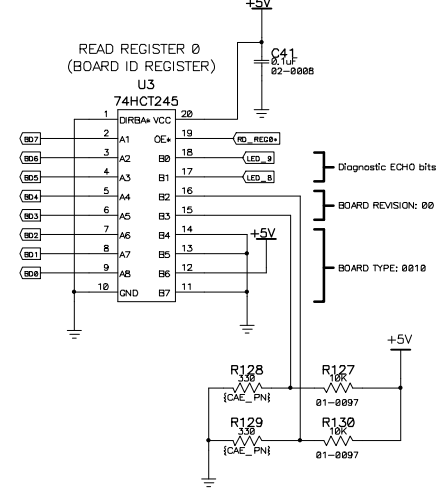 +5V
READ REGISTER 0
(BOARD ID REGISTER)
U3
74HCT245
C41
0.1uF
02-0008
1 DIRBA* VCC 20
BD7 2 A1 OE* 19 RD_REG0*
BD6 3 A2 B0 18 LED_9
BD5 4 A3 B1 17 LED_8
BD4 5 A4 B2 16
BD3 6 A5 B3 15
BD2 7 A6 B4 14
BD1 8 A7 B5 13
BD0 9 A8 B6 12
10 GND B7 11
+5V
Diagnostic ECHO bits
BOARD REVISION: 00
BOARD TYPE: 0010
+5V
R128
330
{CAE_PN}
R127
10K
01-0097
R129
330
{CAE_PN}
R130
10K
01-0097